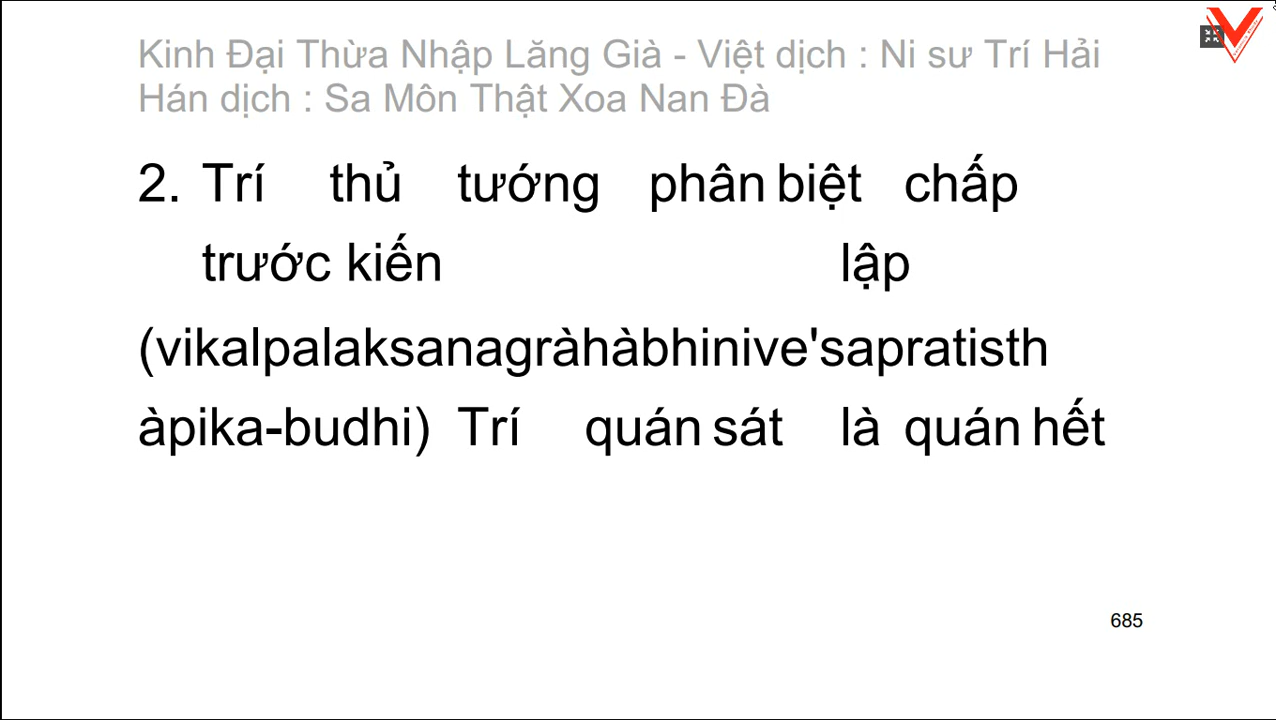 Kinh Đại Thừa Nhập Lăng Già - Việt dịch : Ni sư Trí Hải
Hán dịch : Sa Môn Thật Xoa Nan Đà
2. Trí thủ tướng phân biệt chấp
trước kiến lập
(vikalpalaksanagràhàbhinive'sapratisth
àpika-budhi) Trí quán sát là quán hết
685